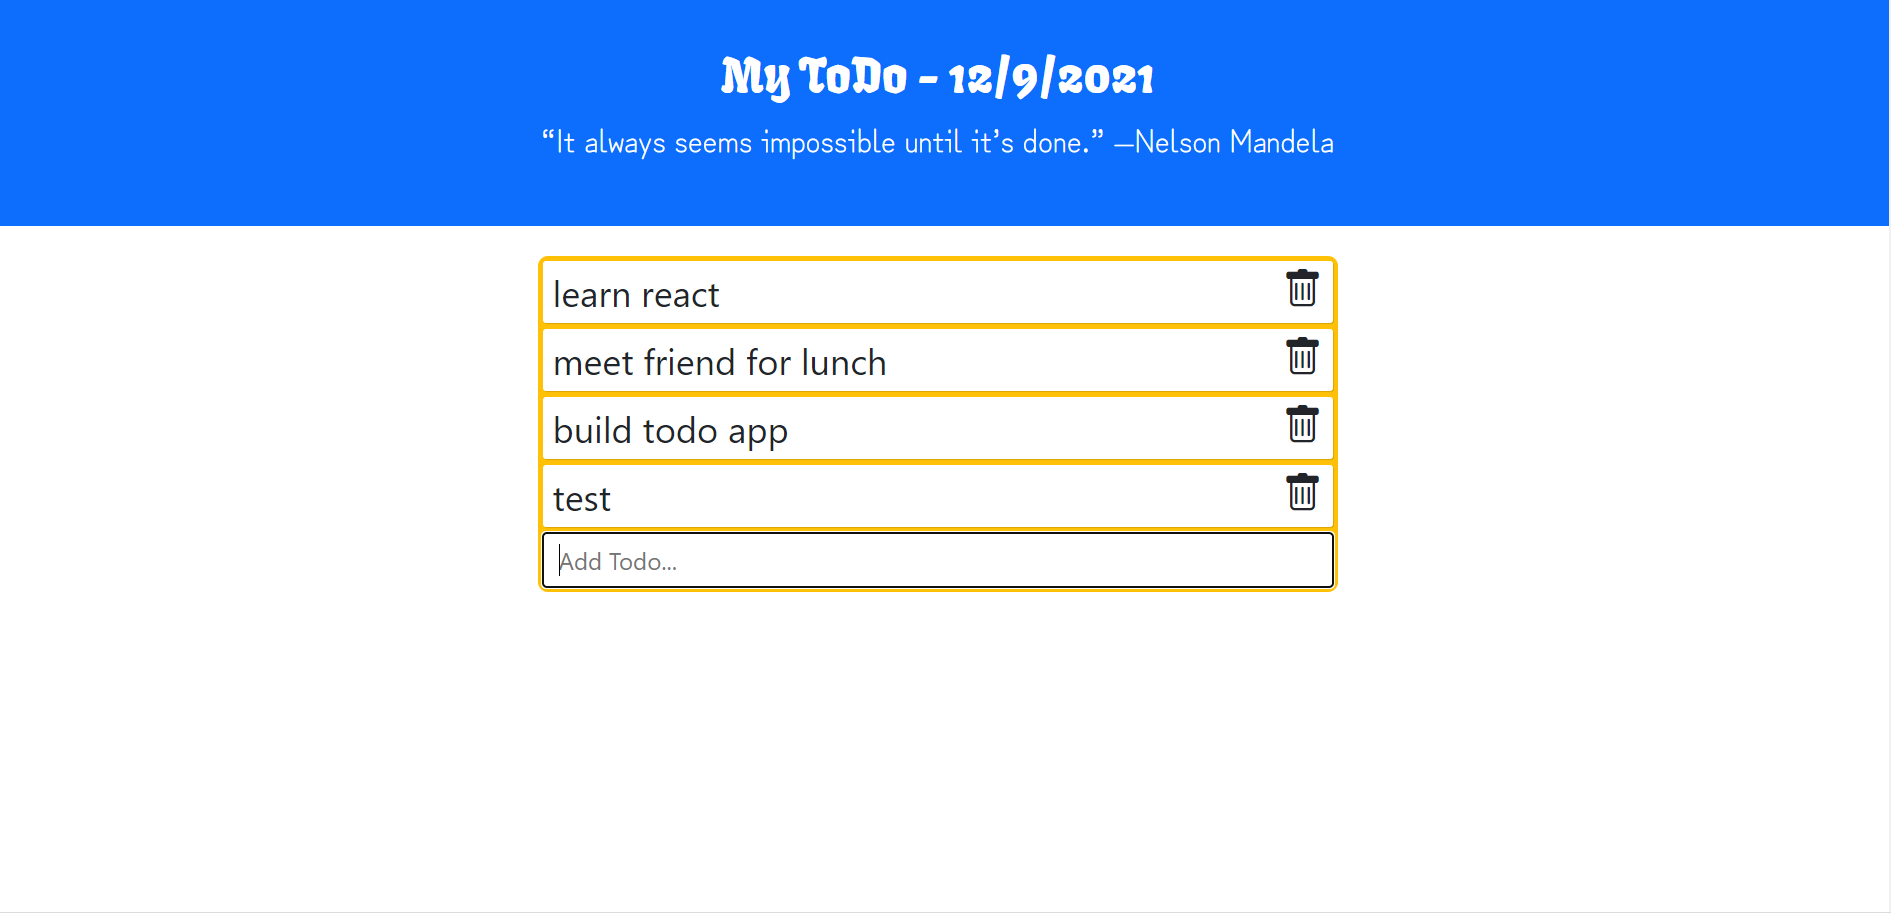 My ToDo - 12/9/2021
“It always seems impossible until it’s done.” —Nelson Mandela
learn react
meet friend for lunch
build todo app
test
Add Todo...